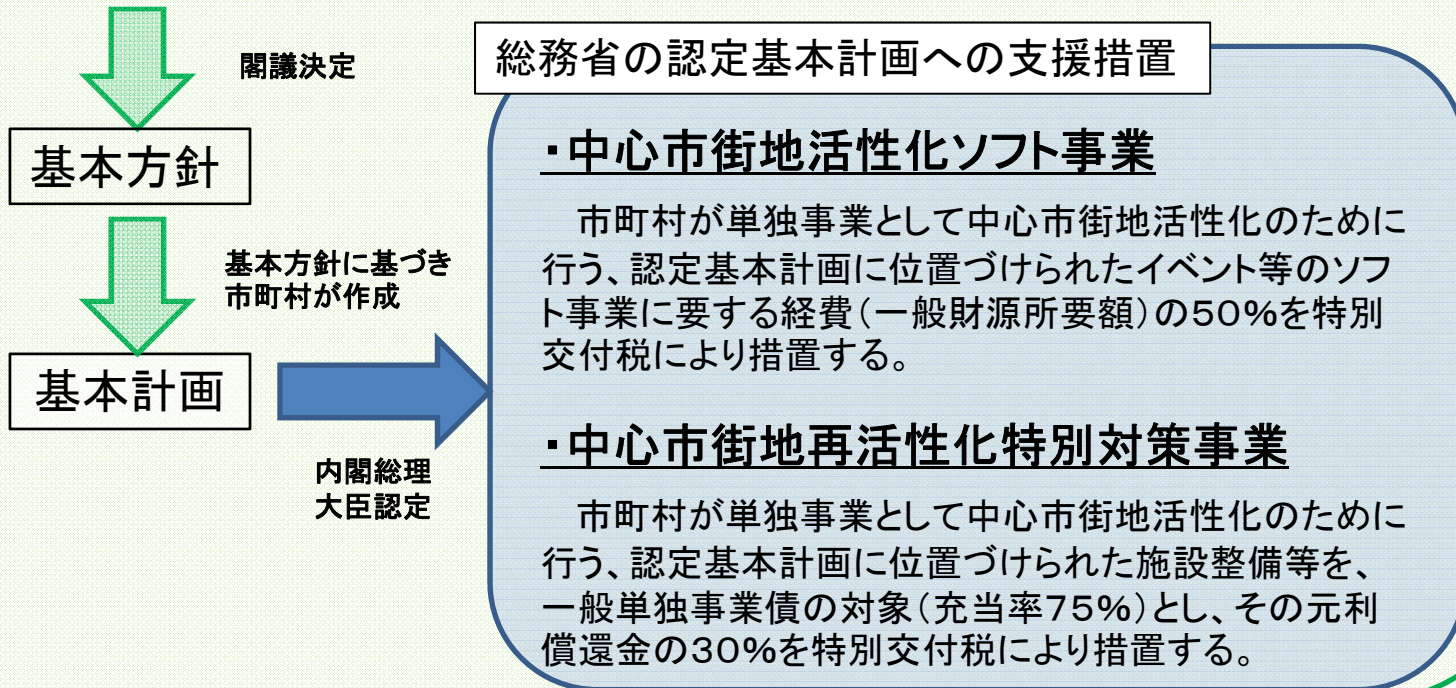 閣議決定
基本方針
基本方針に基づき
市町村が作成
基本計画
内閣総理
大臣認定
総務省の認定基本計画への支援措置
・中心市街地活性化ソフト事業
市町村が単独事業として中心市街地活性化のために
行う、認定基本計画に位置づけられたイベント等のソフ
ト事業に要する経費(一般財源所要額)の50%を特別
交付税により措置する。
・中心市街地再活性化特別対策事業
市町村が単独事業として中心市街地活性化のために
行う、認定基本計画に位置づけられた施設整備等を、
一般単独事業債の対象(充当率75%)とし、その元利
償還金の30%を特別交付税により措置する。